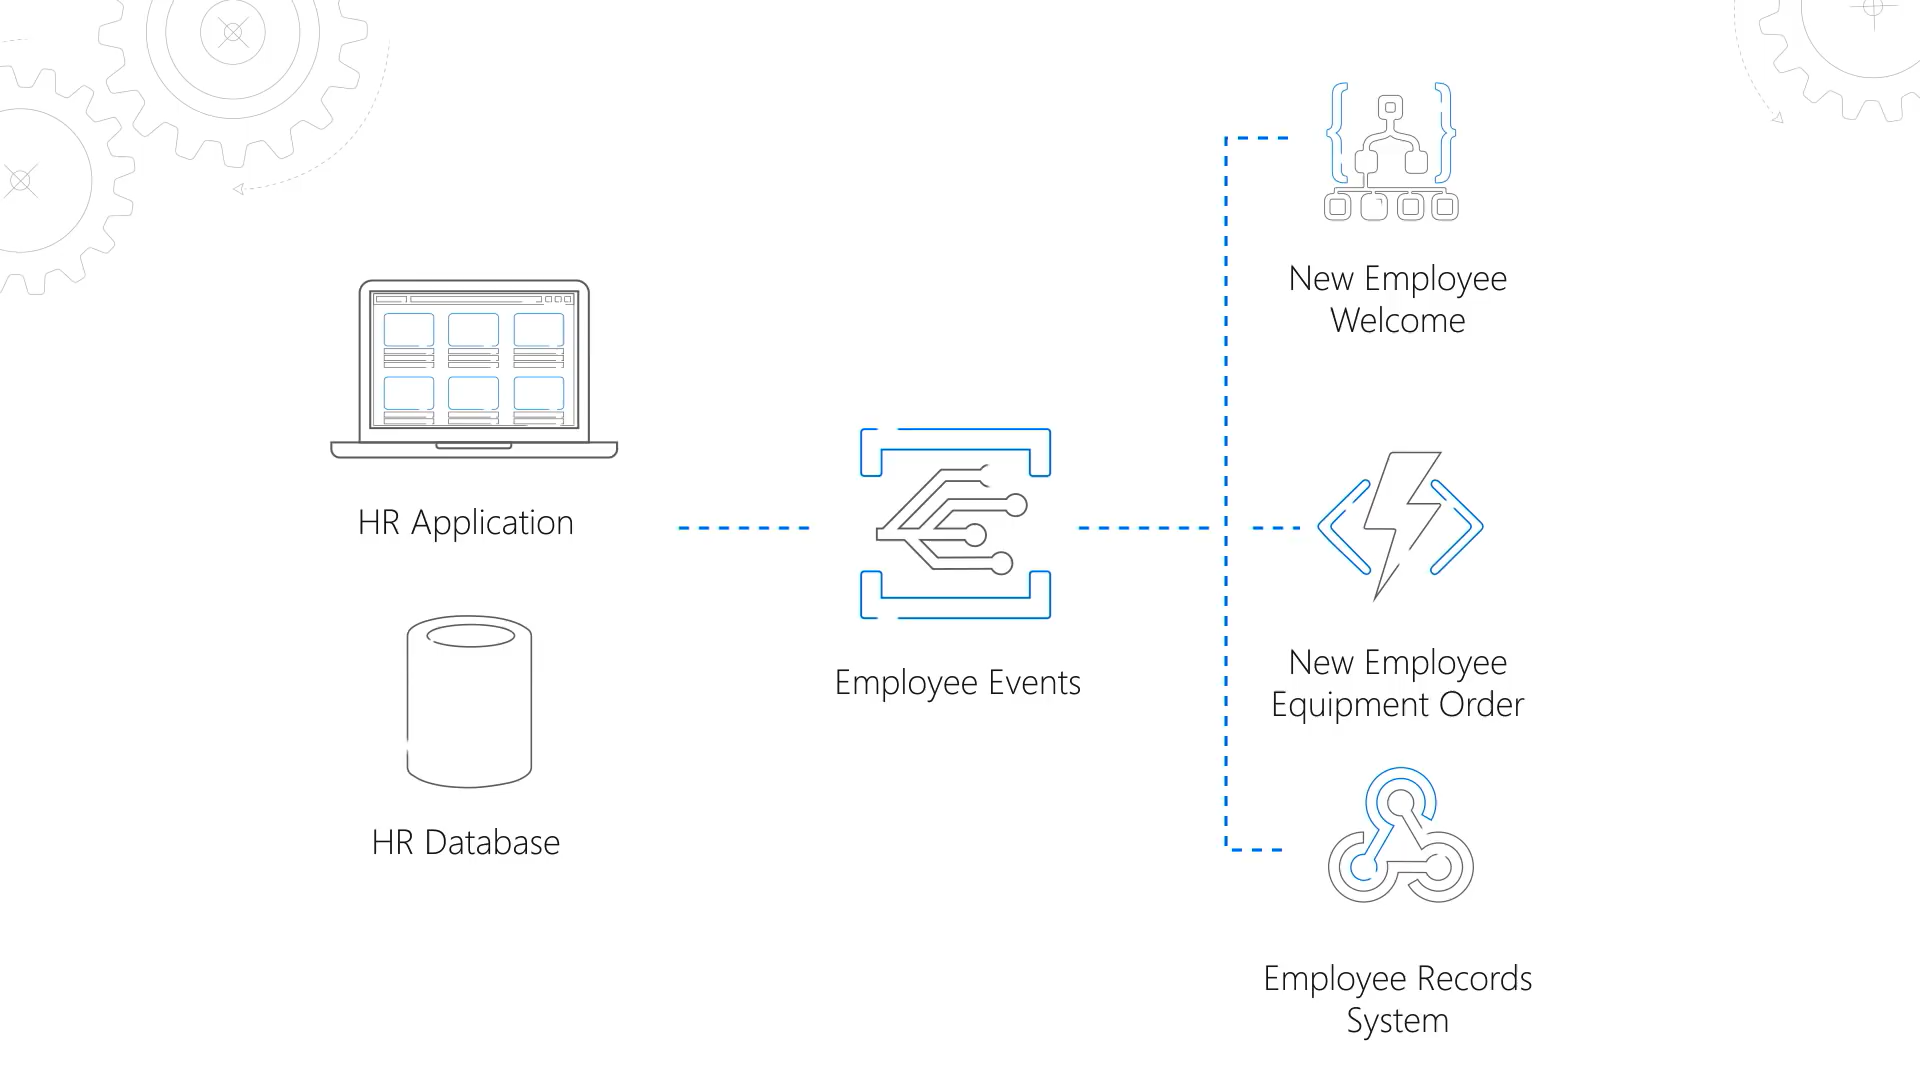 HR Application
HR Database
Employee Events
New Employee
Welcome
New Employee
Equipment Order
Employee Records
System